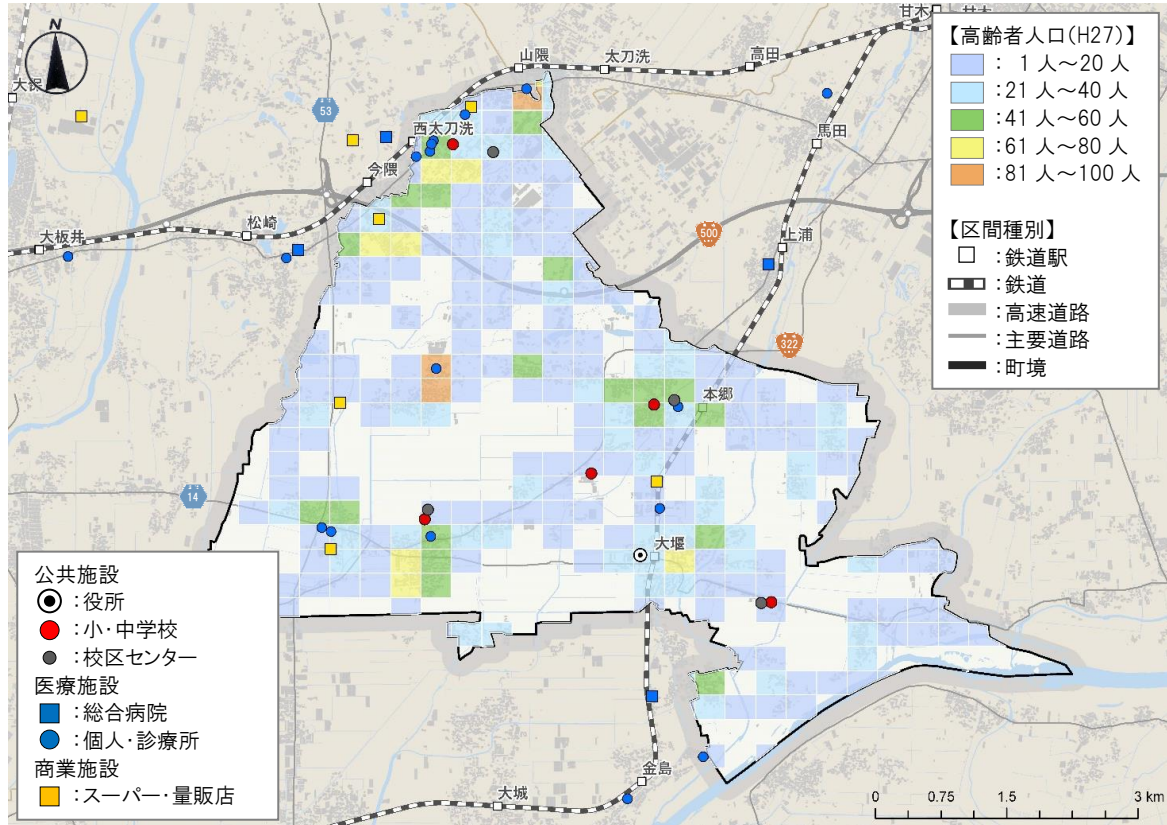 N
甘木
山隈
太刀洗
高田
大保
53
西太刀洗
馬田
今隈
松崎
大板井
500
上浦
322
本郷
14
大堰
金島
大城
【高齢者人口(H27)】
: 1人～20人
:21人～40人
:41人～60人
:61人～80人
:81人～100人
【区間種別】
:鉄道駅
:鉄道
:高速道路
:主要道路
:町境
公共施設
:役所
:小・中学校
:校区センター
医療施設
:総合病院
:個人・診療所
商業施設
:スーパー・量販店
0 0.75 1.5 3 km